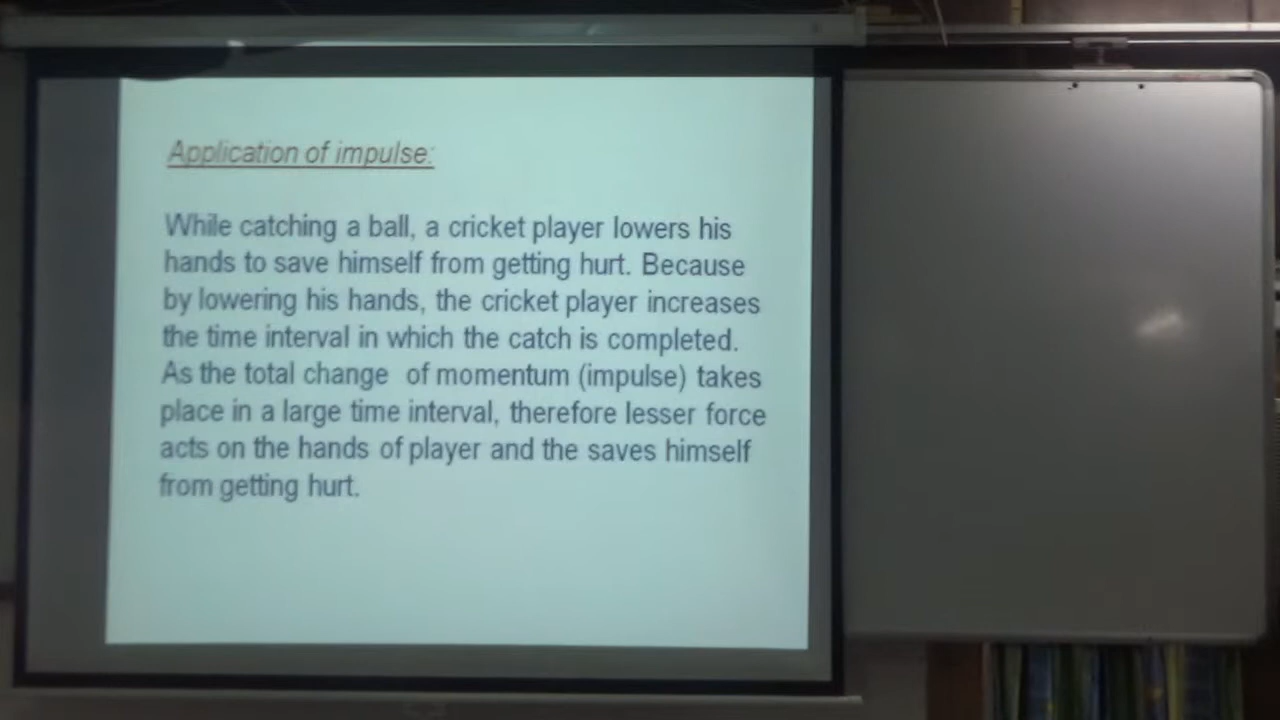 Application of impulse:
While catching a ball, a cricket player lowers his
hands to save himself from getting hurt. Because
by lowering his hands, the cricket player increases
the time interval in which the catch is completed.
As the total change of momentum (impulse) takes
place in a large time interval, therefore lesser force
acts on the hands of player and the saves himself
from getting hurt.